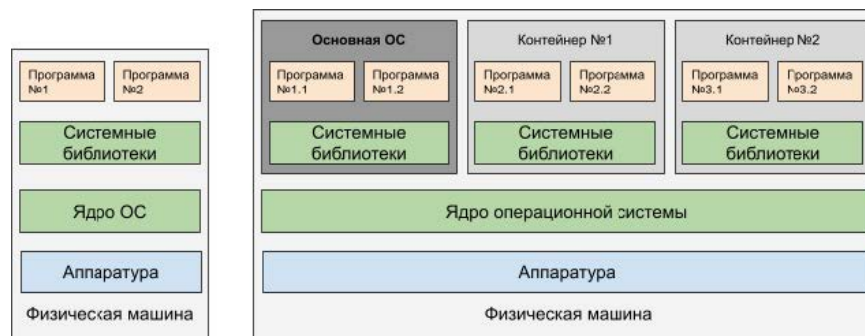 Программа
№1
Программа
№2
Системные
библиотеки
Ядро ОС
Аппаратура
Физическая машина
Основная ОС
Программа
№1.1
Программа
№1.2
Системные
библиотеки
Контейнер №1
Программа
№2.1
Программа
№2.2
Системные
библиотеки
Контейнер №2
Программа
№3.1
Программа
№3.2
Системные
библиотеки
Ядро операционной системы
Аппаратура
Физическая машина